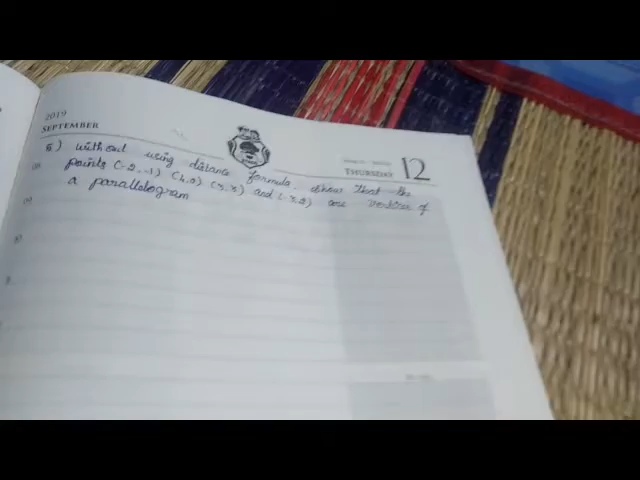 2019
SEPTEMBER
THURSDAY 12
8) without using distance formula, show that the
points (-2,-1) (4,0) (3,3) and (-3,2) are vertices of
a parallelogram